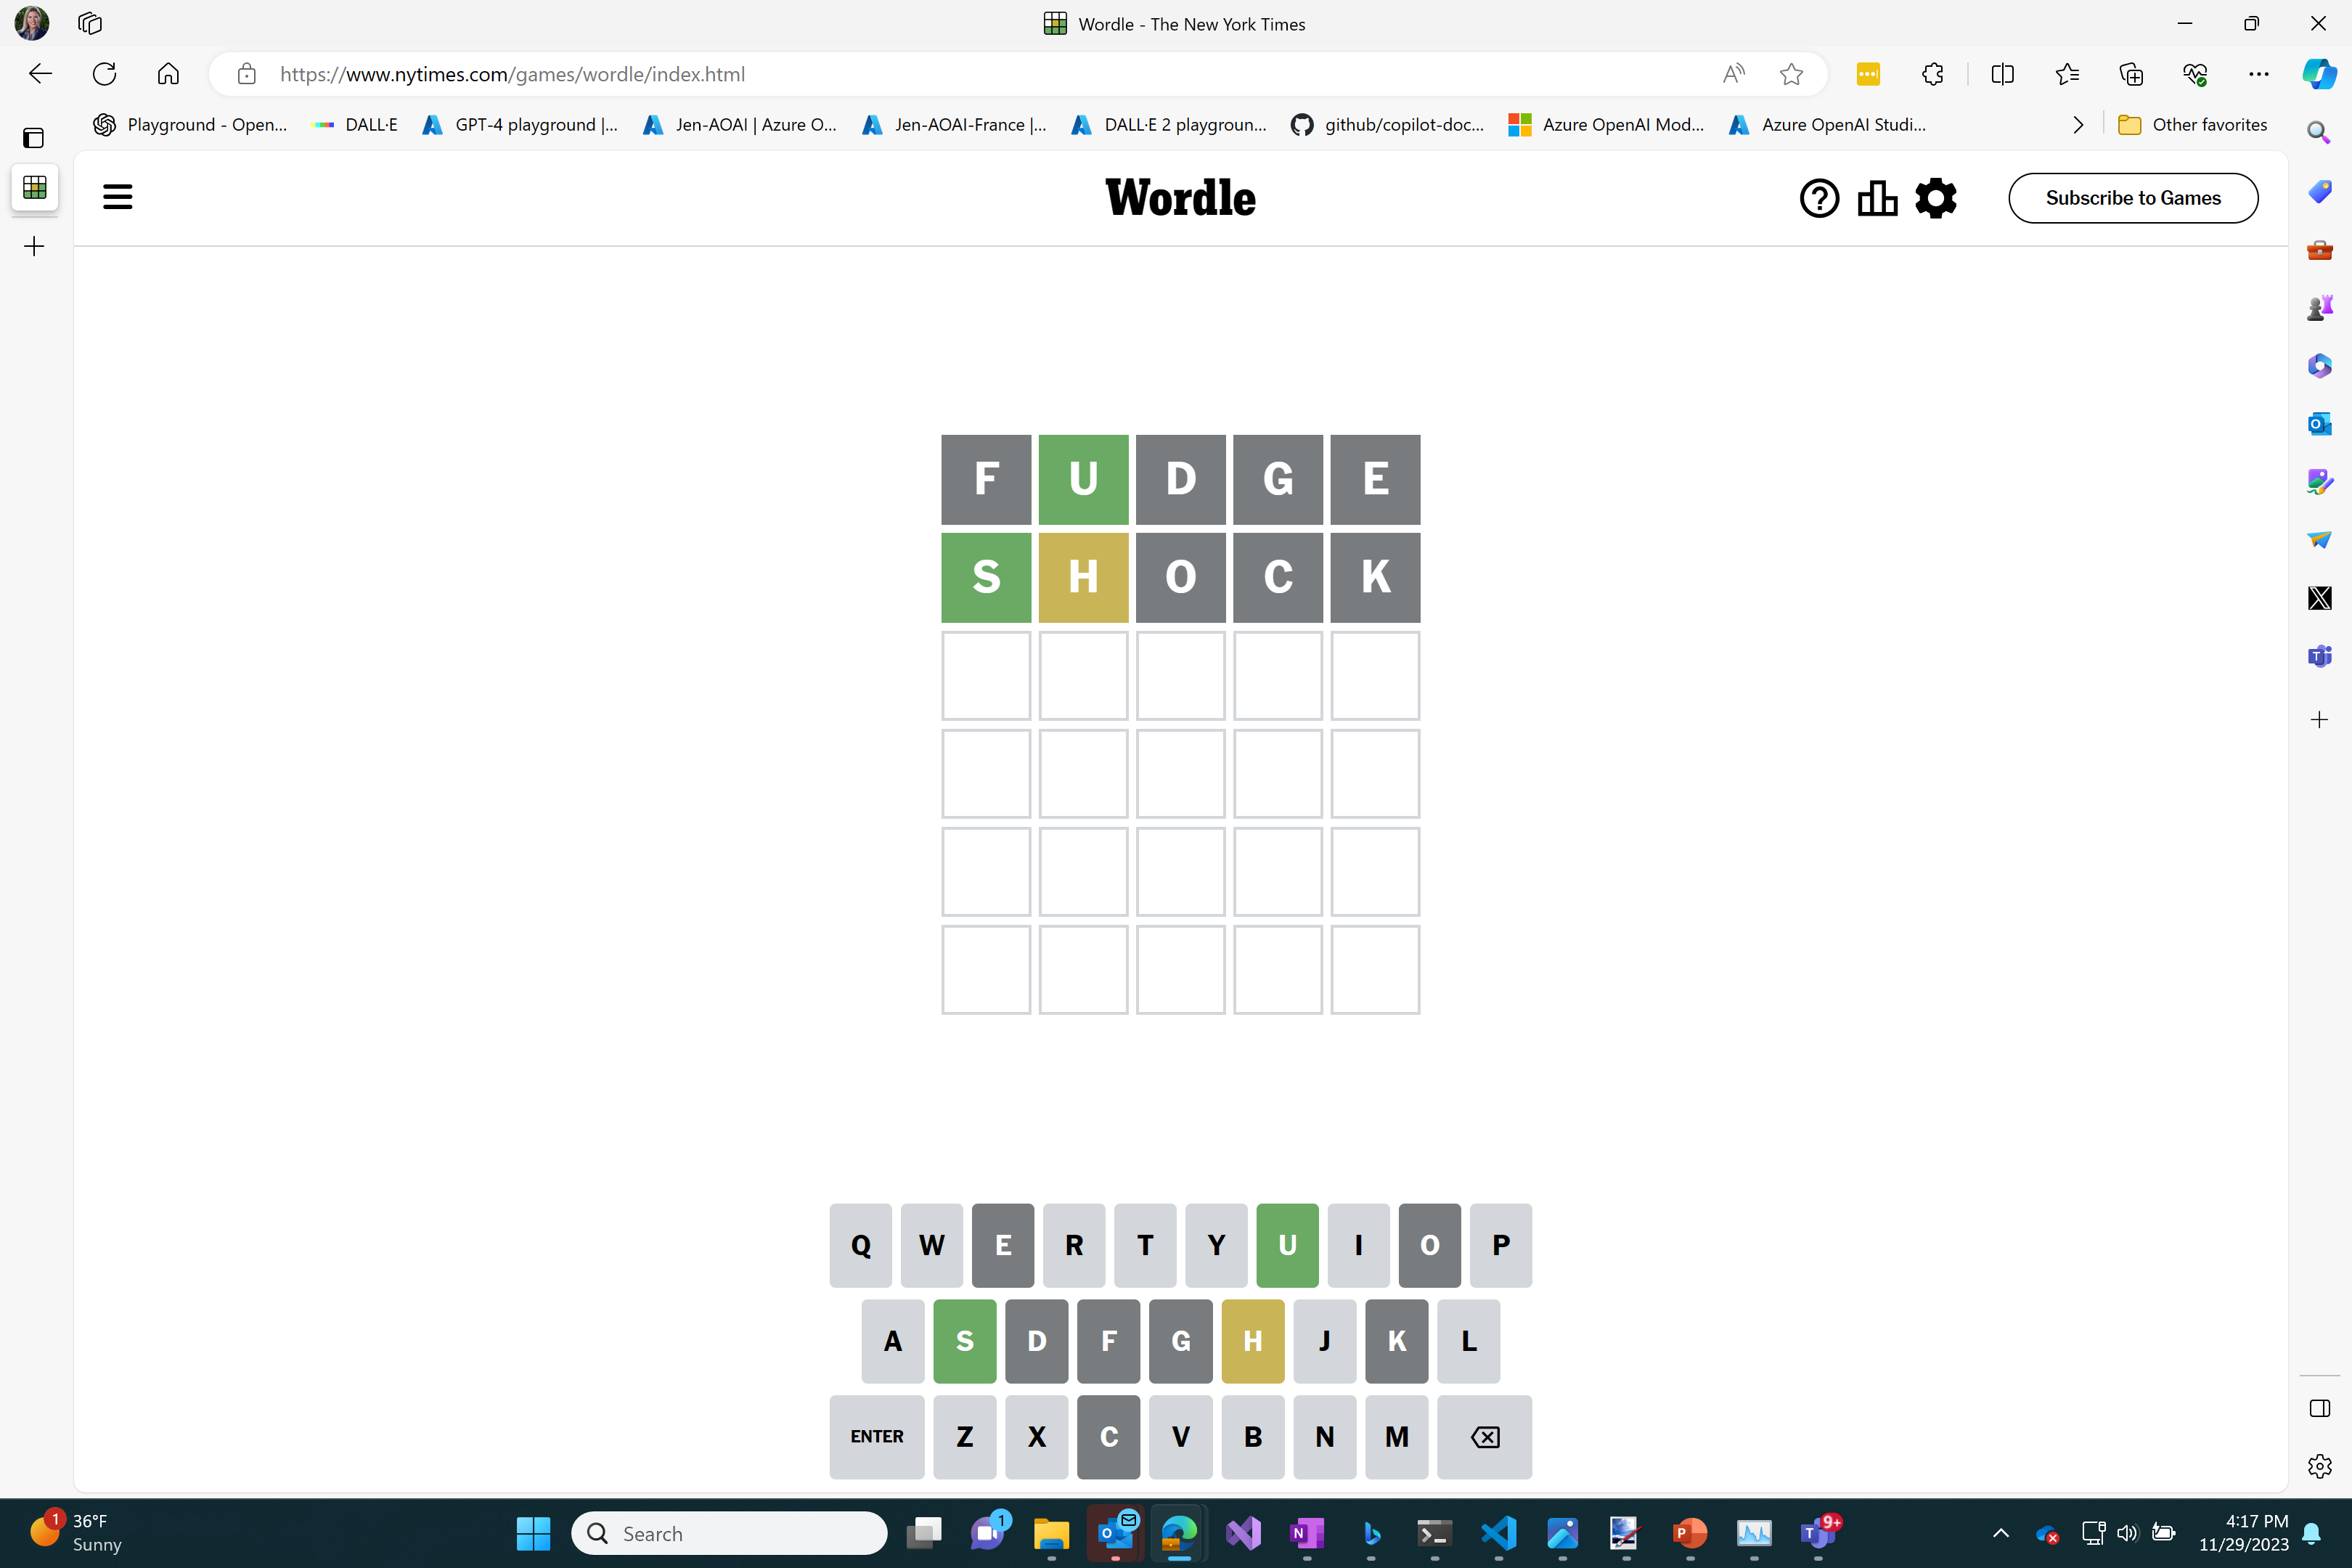 Wordle - The New York Times
https://www.nytimes.com/games/wordle/index.html
Playground - Open... DALL·E GPT-4 playground |... Jen-AOAI | Azure O... Jen-AOAI-France |... DALL·E 2 playgroun... github/copilot-doc... Azure OpenAI Mod... Azure OpenAI Studi... Other favorites
Wordle Subscribe to Games
F U D G E
S H O C K
Q W E R T Y U I O P
A S D F G H J K L
ENTER Z X C V B N M
1 36°F Search 1 9+ 4:17 PM
Sunny 11/29/2023